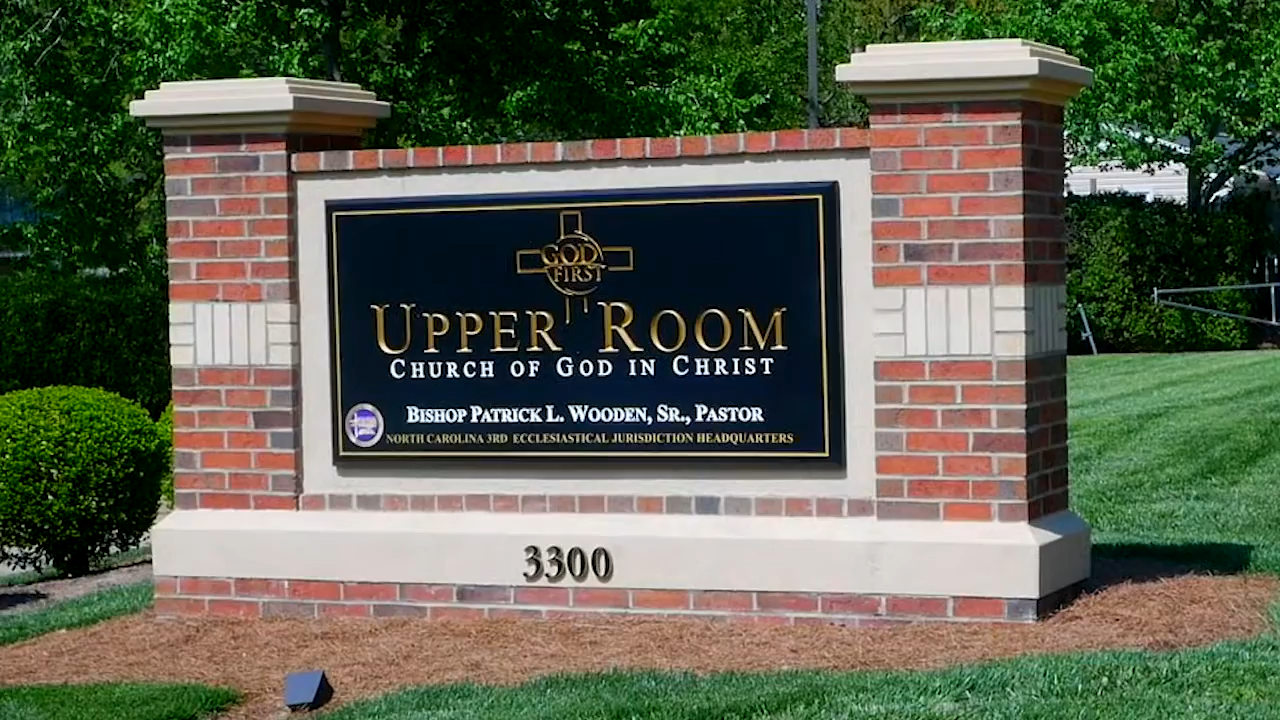 GOD
FIRST
UPPER ROOM
CHURCH OF GOD IN CHRIST
BISHOP PATRICK L. WOODEN, SR., PASTOR
NORTH CAROLINA 3RD ECCLESIASTICAL JURISDICTION HEADQUARTERS
3300